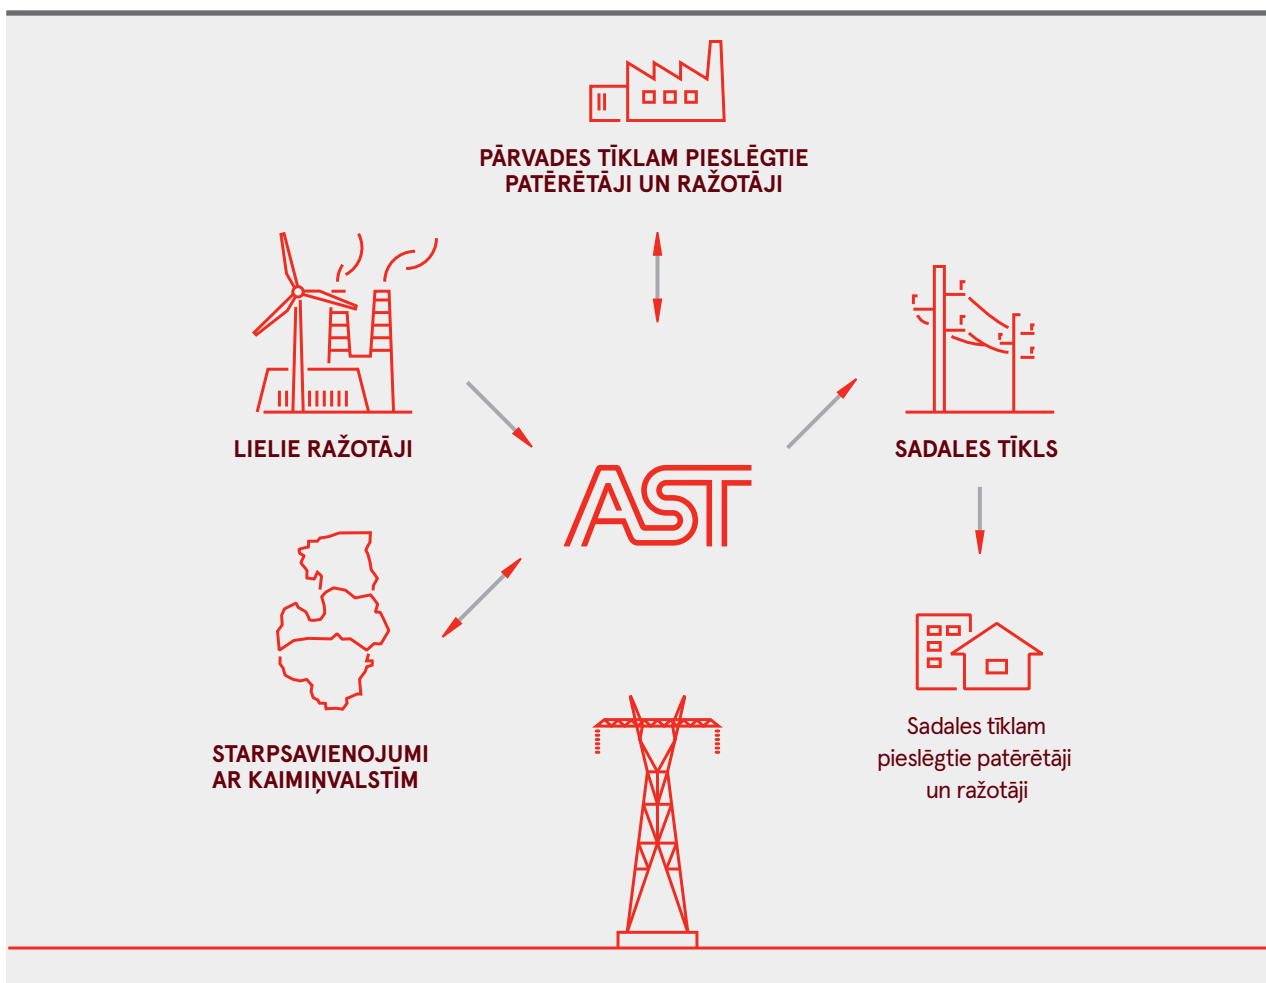 PĀRVADES TĪKLAM PIESLĒGTIE
PATĒRĒTĀJI UN RAŽOTĀJI
LIELIE RAŽOTĀJI
SADALES TĪKLS
AST
STARPSAVIENOJUMI
AR KAIMIŅVALSTĪM
Sadales tīklam
pieslēgtie patērētāji
un ražotāji